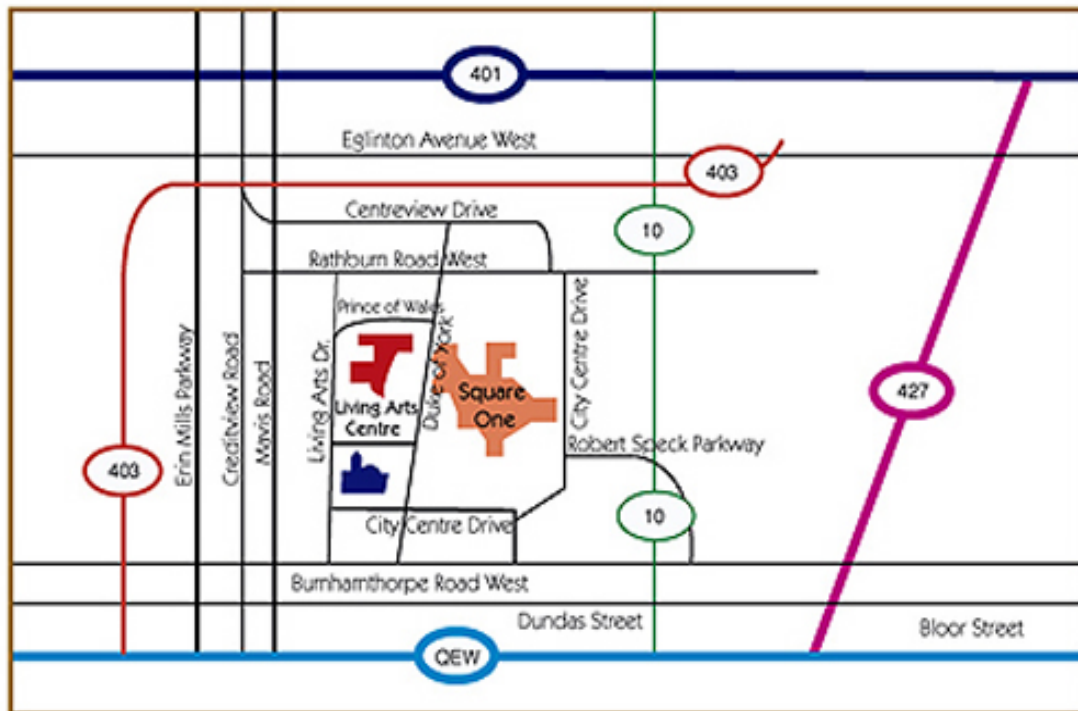 401
Eglinton Avenue West
403
Centreview Drive
10
Rathburn Road West
Prince of Wales
Erin Mills Parkway
Creditview Road
Mavis Road
Living Arts Dr.
Duke of York
City Centre Drive
Living Arts
Centre
Square
One
427
Robert Speck Parkway
403
10
City Centre Drive
Burnhamthorpe Road West
Dundas Street
Bloor Street
QEW